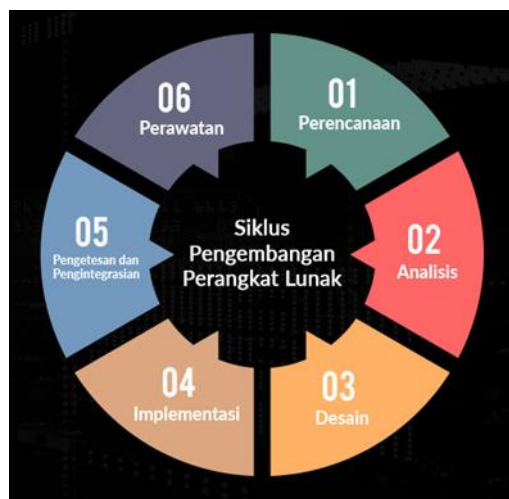 Siklus
Pengembangan
Perangkat Lunak
01
Perencanaan
02
Analisis
03
Desain
04
Implementasi
05
Pengetesan dan
Pengintegrasian
06
Perawatan